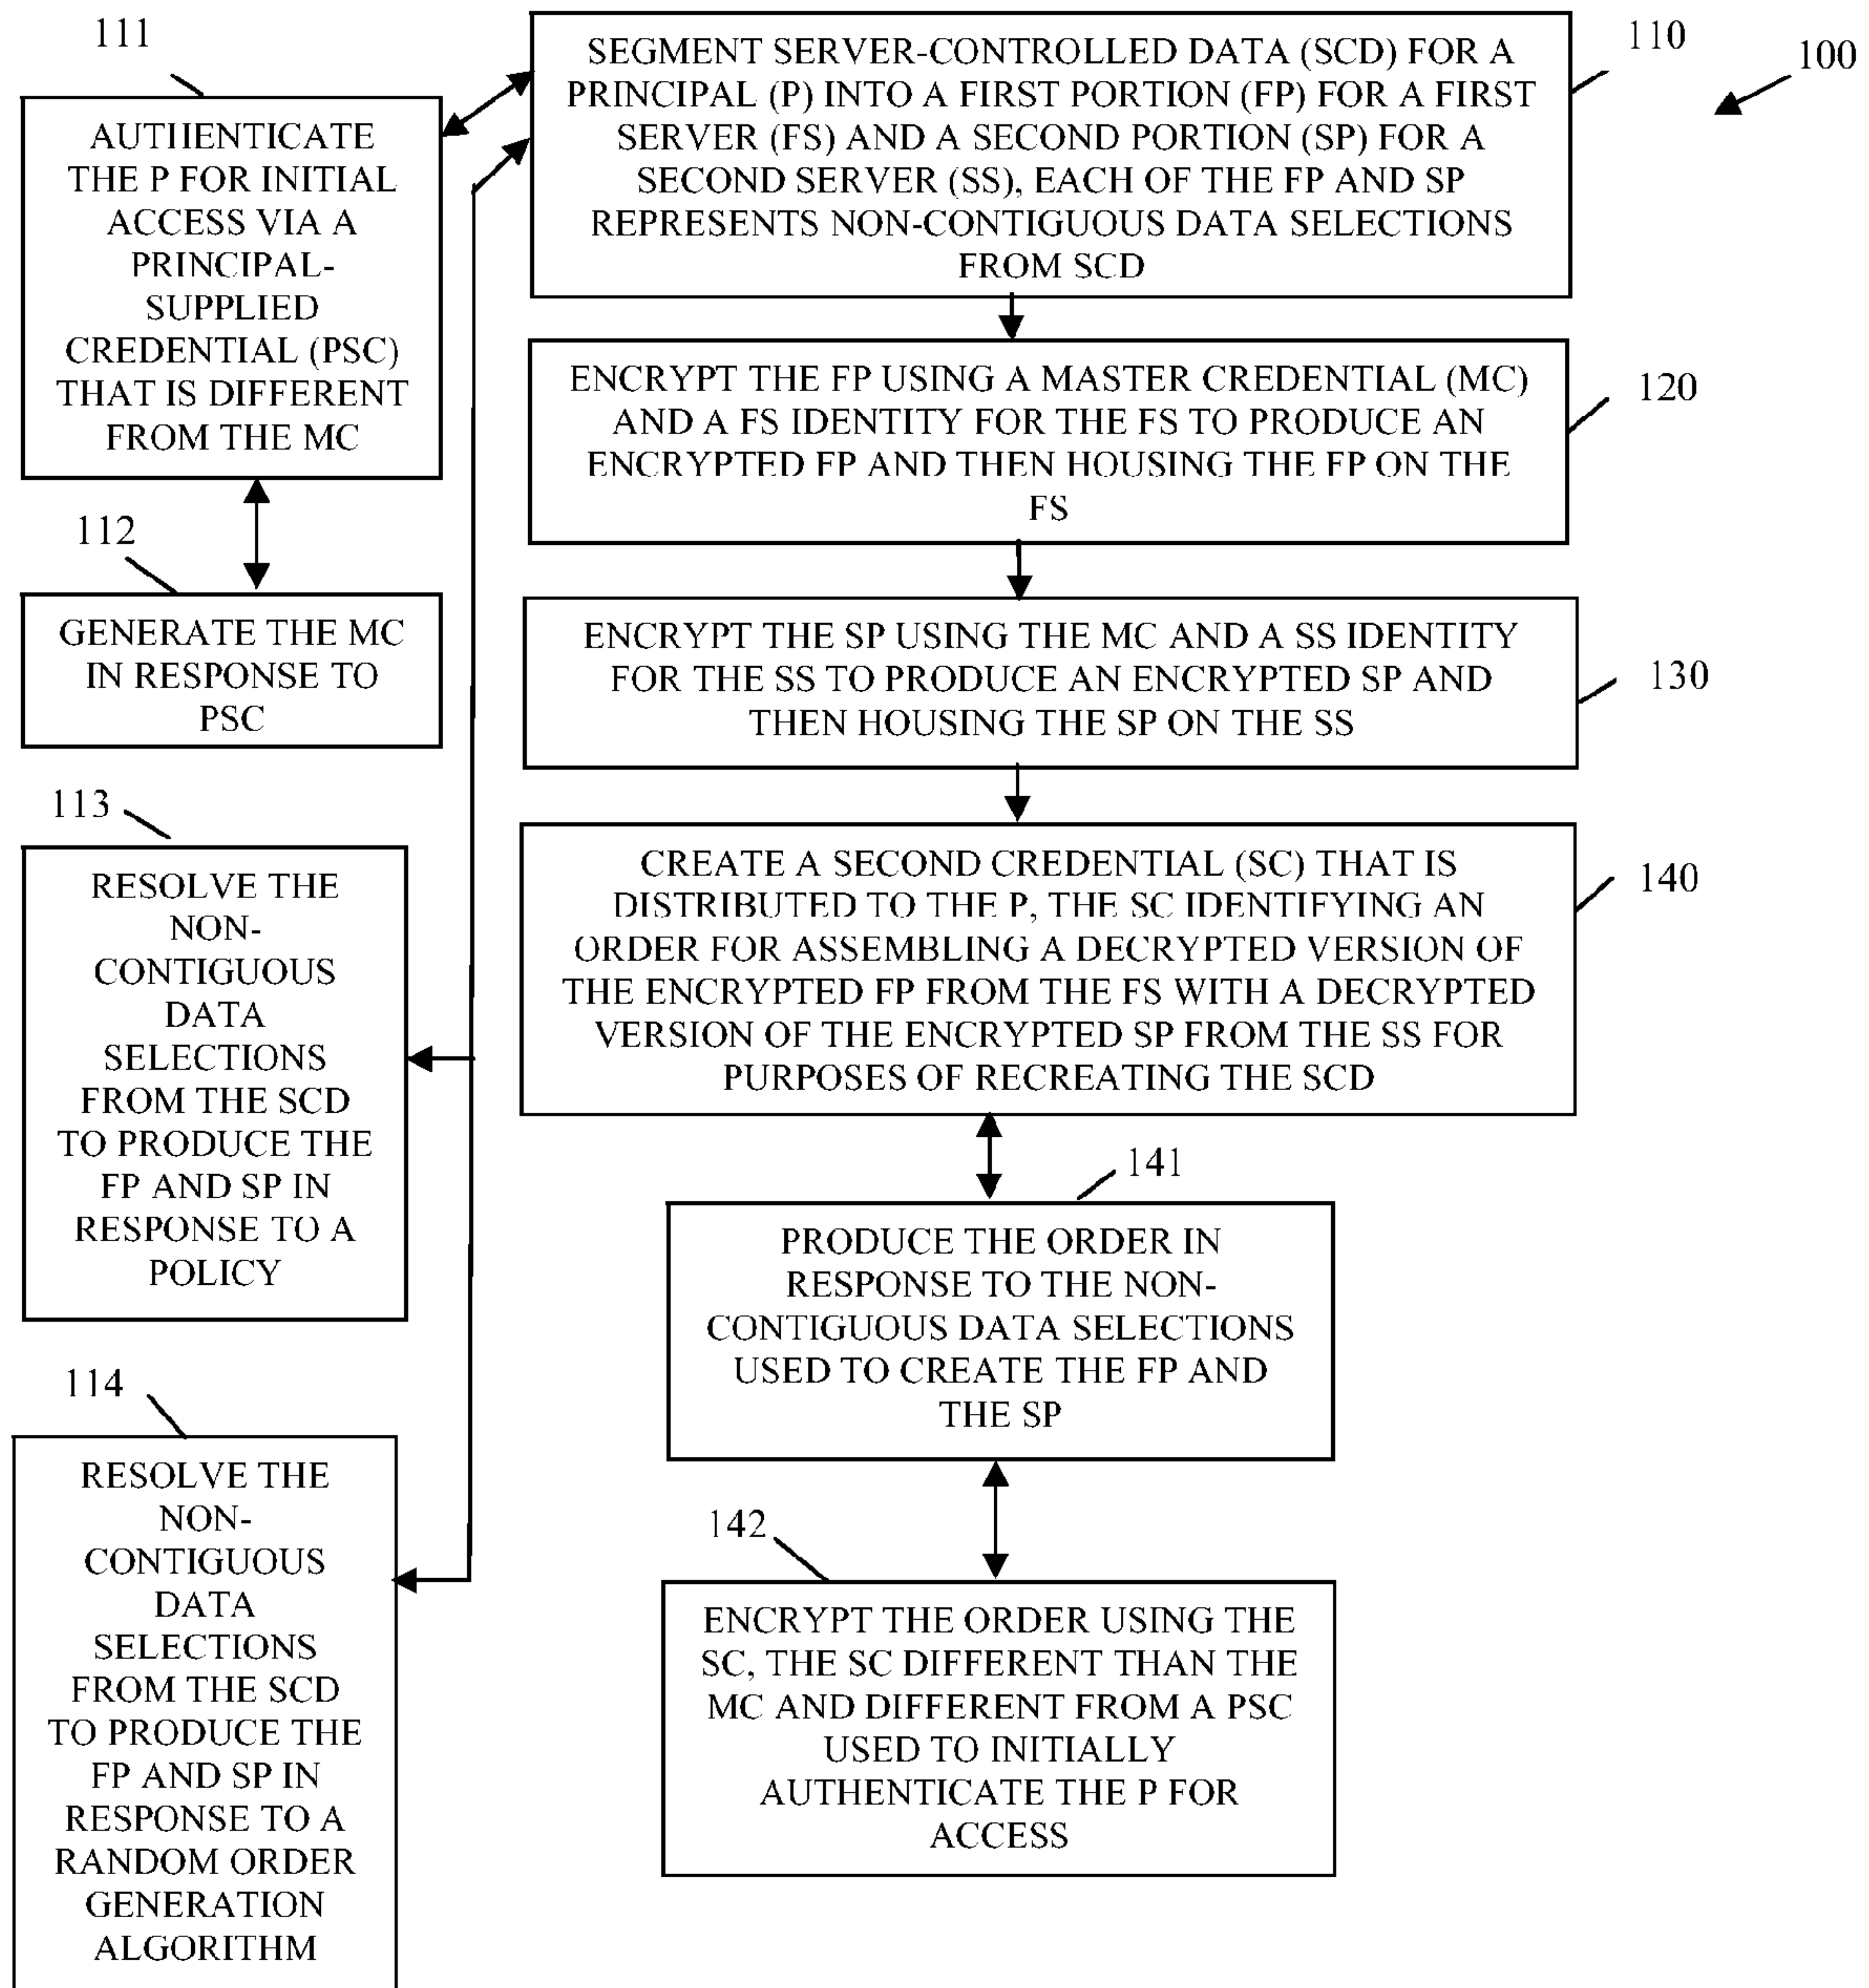 111
110
100
SEGMENT SERVER-CONTROLLED DATA (SCD) FOR A
PRINCIPAL (P) INTO A FIRST PORTION (FP) FOR A FIRST
SERVER (FS) AND A SECOND PORTION (SP) FOR A
SECOND SERVER (SS), EACH OF THE FP AND SP
REPRESENTS NON-CONTIGUOUS DATA SELECTIONS
FROM SCD
AUTHENTICATE
THE P FOR INITIAL
ACCESS VIA A
PRINCIPAL-
SUPPLIED
CREDENTIAL (PSC)
THAT IS DIFFERENT
FROM THE MC
120
ENCRYPT THE FP USING A MASTER CREDENTIAL (MC)
AND A FS IDENTITY FOR THE FS TO PRODUCE AN
ENCRYPTED FP AND THEN HOUSING THE FP ON THE
FS
112
GENERATE THE MC
IN RESPONSE TO
PSC
130
ENCRYPT THE SP USING THE MC AND A SS IDENTITY
FOR THE SS TO PRODUCE AN ENCRYPTED SP AND
THEN HOUSING THE SP ON THE SS
113
RESOLVE THE
NON-
CONTIGUOUS
DATA
SELECTIONS
FROM THE SCD
TO PRODUCE THE
FP AND SP IN
RESPONSE TO A
POLICY
140
CREATE A SECOND CREDENTIAL (SC) THAT IS
DISTRIBUTED TO THE P, THE SC IDENTIFYING AN
ORDER FOR ASSEMBLING A DECRYPTED VERSION OF
THE ENCRYPTED FP FROM THE FS WITH A DECRYPTED
VERSION OF THE ENCRYPTED SP FROM THE SS FOR
PURPOSES OF RECREATING THE SCD
141
PRODUCE THE ORDER IN
RESPONSE TO THE NON-
CONTIGUOUS DATA SELECTIONS
USED TO CREATE THE FP AND
THE SP
114
RESOLVE THE
NON-
CONTIGUOUS
DATA
SELECTIONS
FROM THE SCD
TO PRODUCE THE
FP AND SP IN
RESPONSE TO A
RANDOM ORDER
GENERATION
ALGORITHM
142
ENCRYPT THE ORDER USING THE
SC, THE SC DIFFERENT THAN THE
MC AND DIFFERENT FROM A PSC
USED TO INITIALLY
AUTHENTICATE THE P FOR
ACCESS